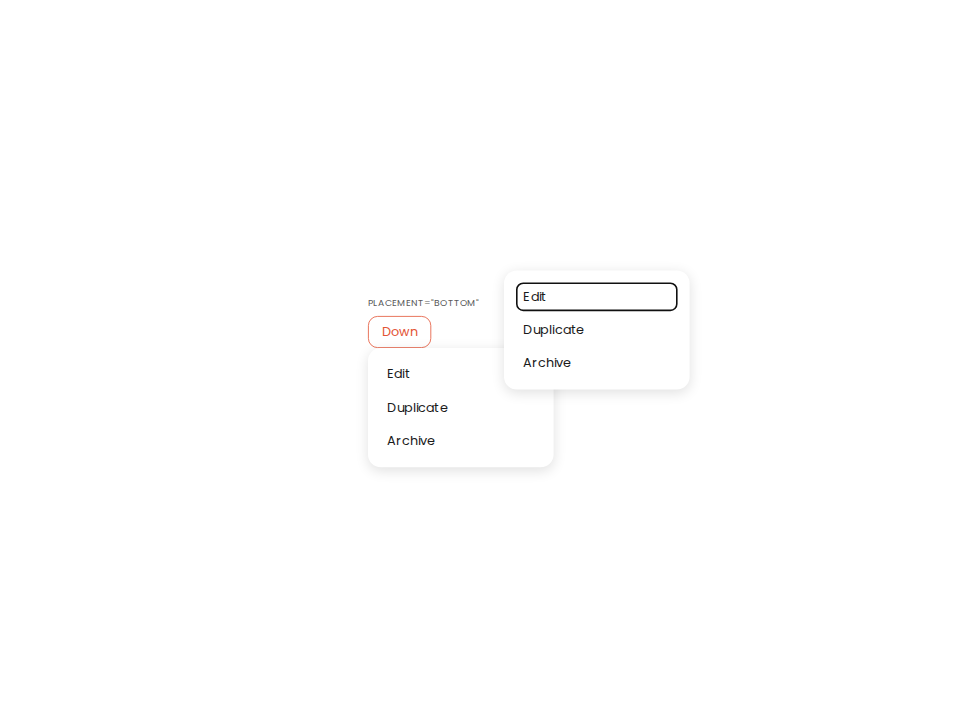 PLACEMENT="BOTTOM"
Down
Edit
Duplicate
Archive
Edit
Duplicate
Archive